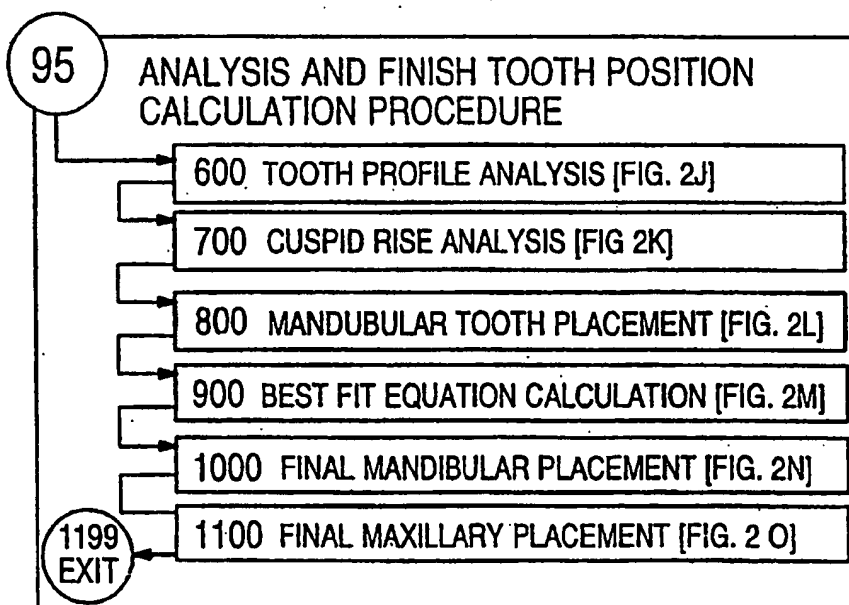 95
ANALYSIS AND FINISH TOOTH POSITION
CALCULATION PROCEDURE
600 TOOTH PROFILE ANALYSIS [FIG. 2J]
700 CUSPID RISE ANALYSIS [FIG 2K]
800 MANDUBULAR TOOTH PLACEMENT [FIG. 2L]
900 BEST FIT EQUATION CALCULATION [FIG. 2M]
1000 FINAL MANDIBULAR PLACEMENT [FIG. 2N]
1100 FINAL MAXILLARY PLACEMENT [FIG. 2 O]
1199
EXIT